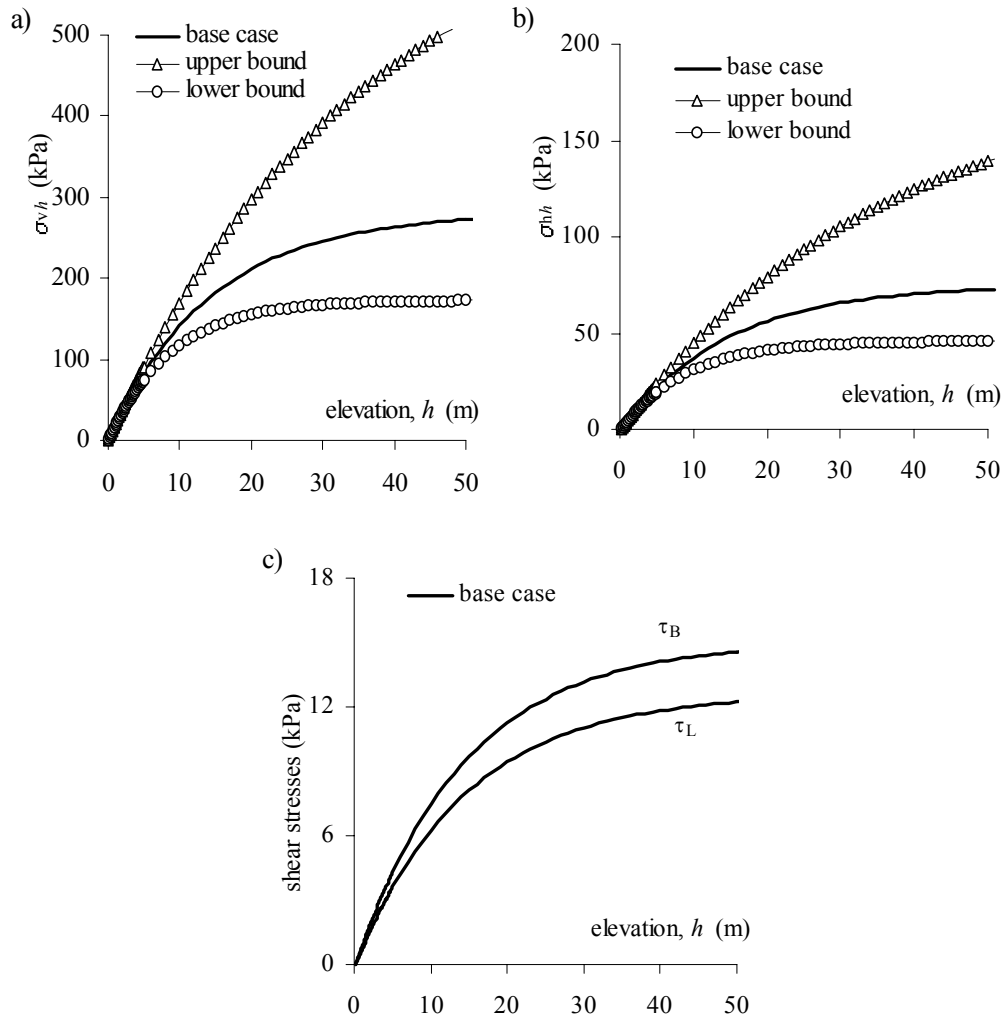 a)
500
400
300
200
100
0
σvh (kPa)
base case
upper bound
lower bound
elevation, h (m)
0 10 20 30 40 50
b)
200
150
100
50
0
σhh (kPa)
base case
upper bound
lower bound
elevation, h (m)
0 10 20 30 40 50
c)
18
12
6
0
shear stresses (kPa)
base case
τB
τL
elevation, h (m)
0 10 20 30 40 50